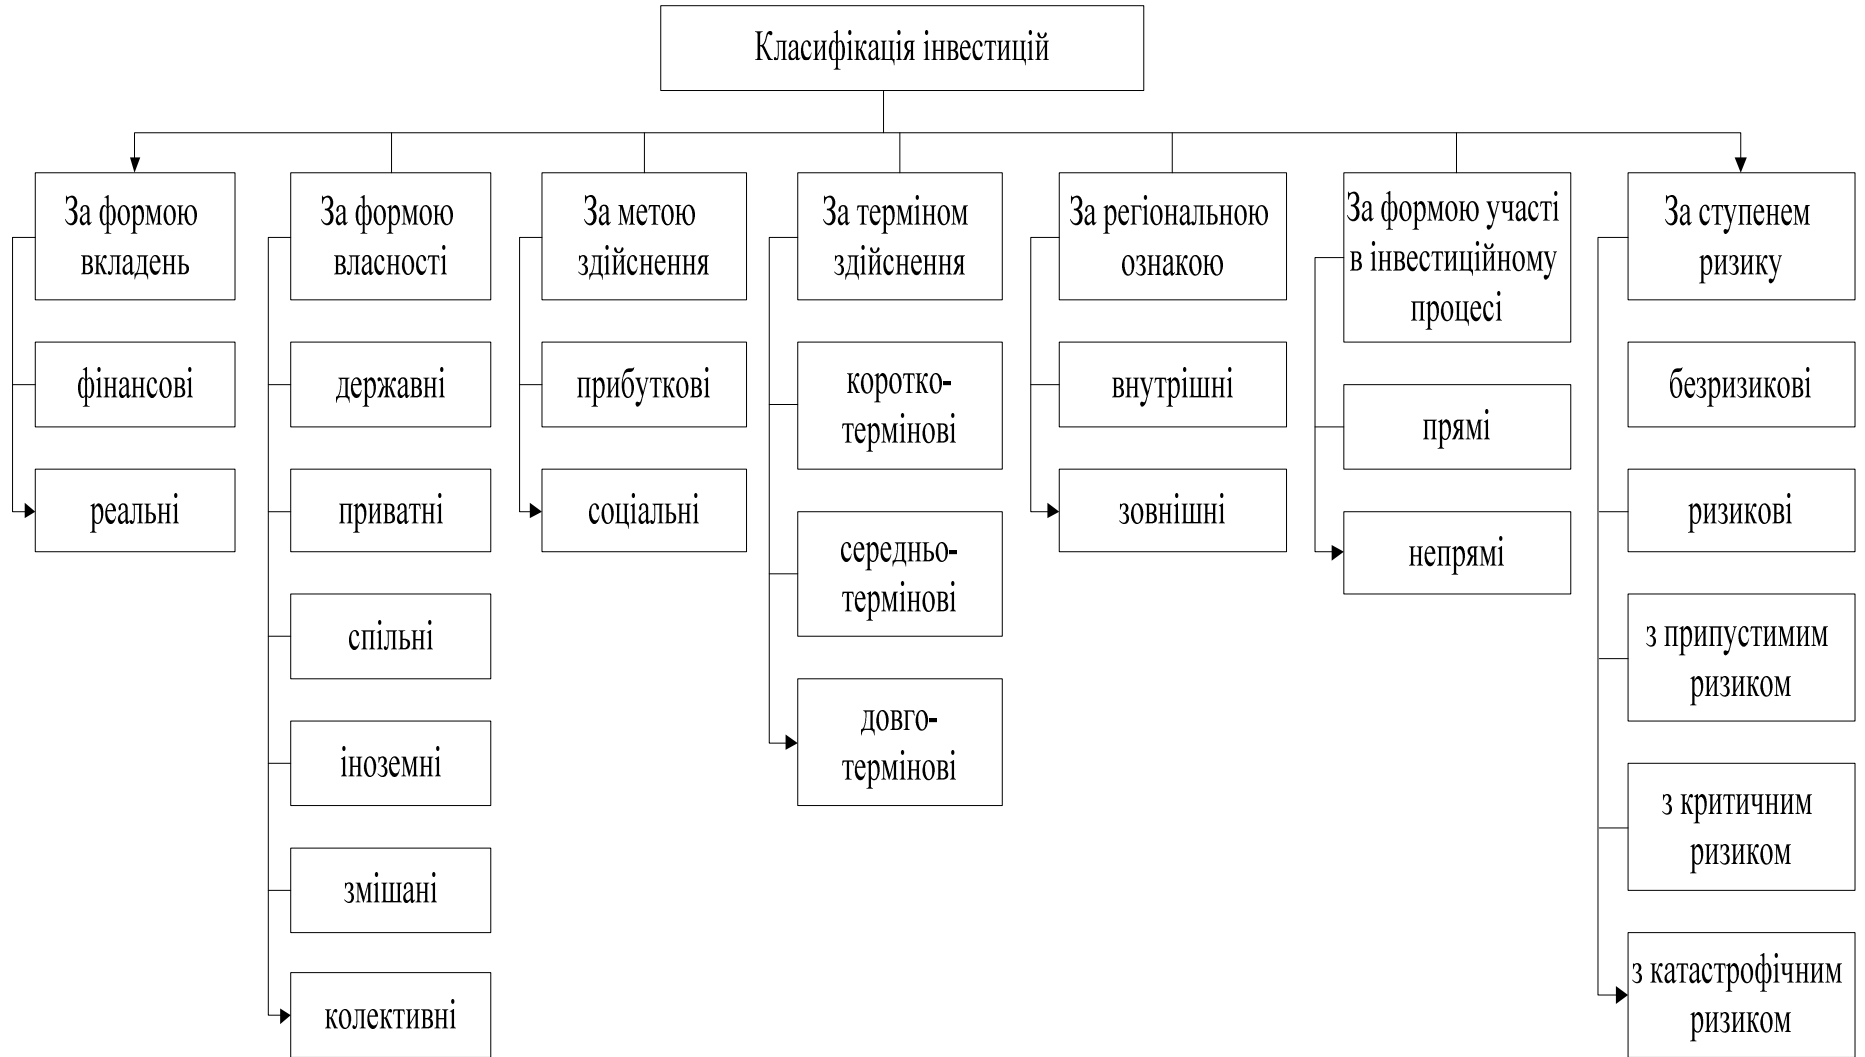 Класифікація інвестицій
За формою
вкладень
фінансові
реальні
За формою
власності
державні
приватні
спільні
іноземні
змішані
колективні
За метою
здійснення
прибуткові
соціальні
За терміном
здійснення
коротко-
термінові
середньо-
термінові
довго-
термінові
За регіональною
ознакою
внутрішні
зовнішні
За формою участі
в інвестиційному
процесі
прямі
непрямі
За ступенем
ризику
безризикові
ризикові
з припустимим
ризиком
з критичним
ризиком
з катастрофічним
ризиком